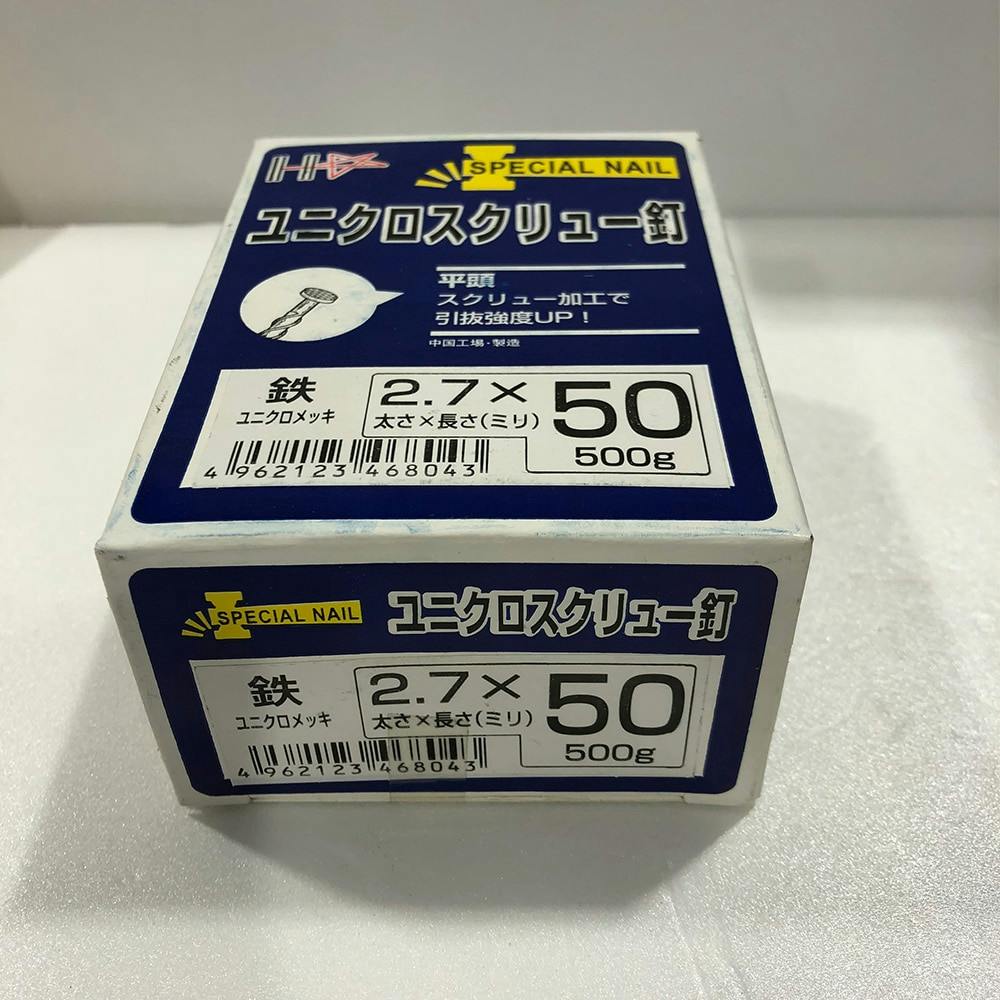 I SPECIAL NAIL
ユニクロスクリュー釘
平頭
スクリュー加工で
引抜強度UP!
中国工場・製造
鉄
ユニクロメッキ
2.7×50
太さ×長さ(ミリ)
500g
4 962123 468043
I SPECIAL NAIL
ユニクロスクリュー釘
鉄
ユニクロメッキ
2.7×50
太さ×長さ(ミリ)
500g
4 962123 468043